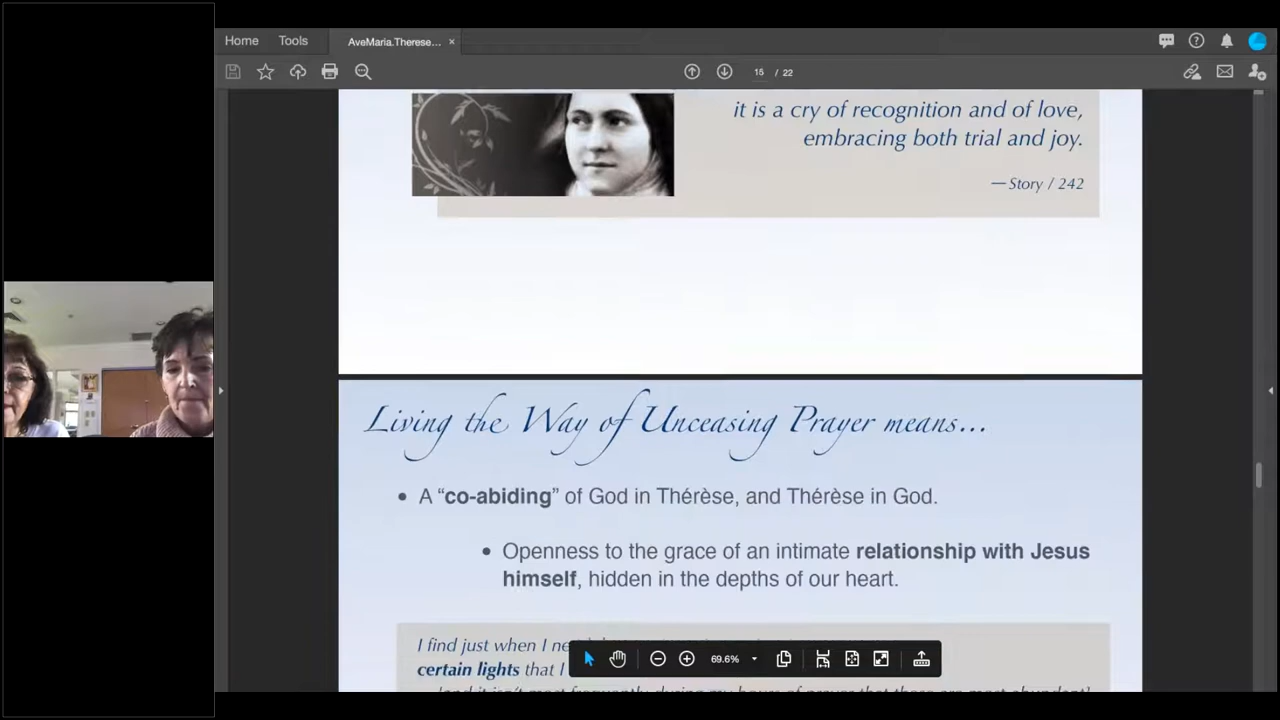 Home Tools AveMaria.Therese... ×
15 / 22
it is a cry of recognition and of love,
embracing both trial and joy.
— Story / 242
Living the Way of Unceasing Prayer means...
• A “co-abiding” of God in Thérèse, and Thérèse in God.
• Openness to the grace of an intimate relationship with Jesus
himself, hidden in the depths of our heart.
I find just when I
69.6%
certain lights that I